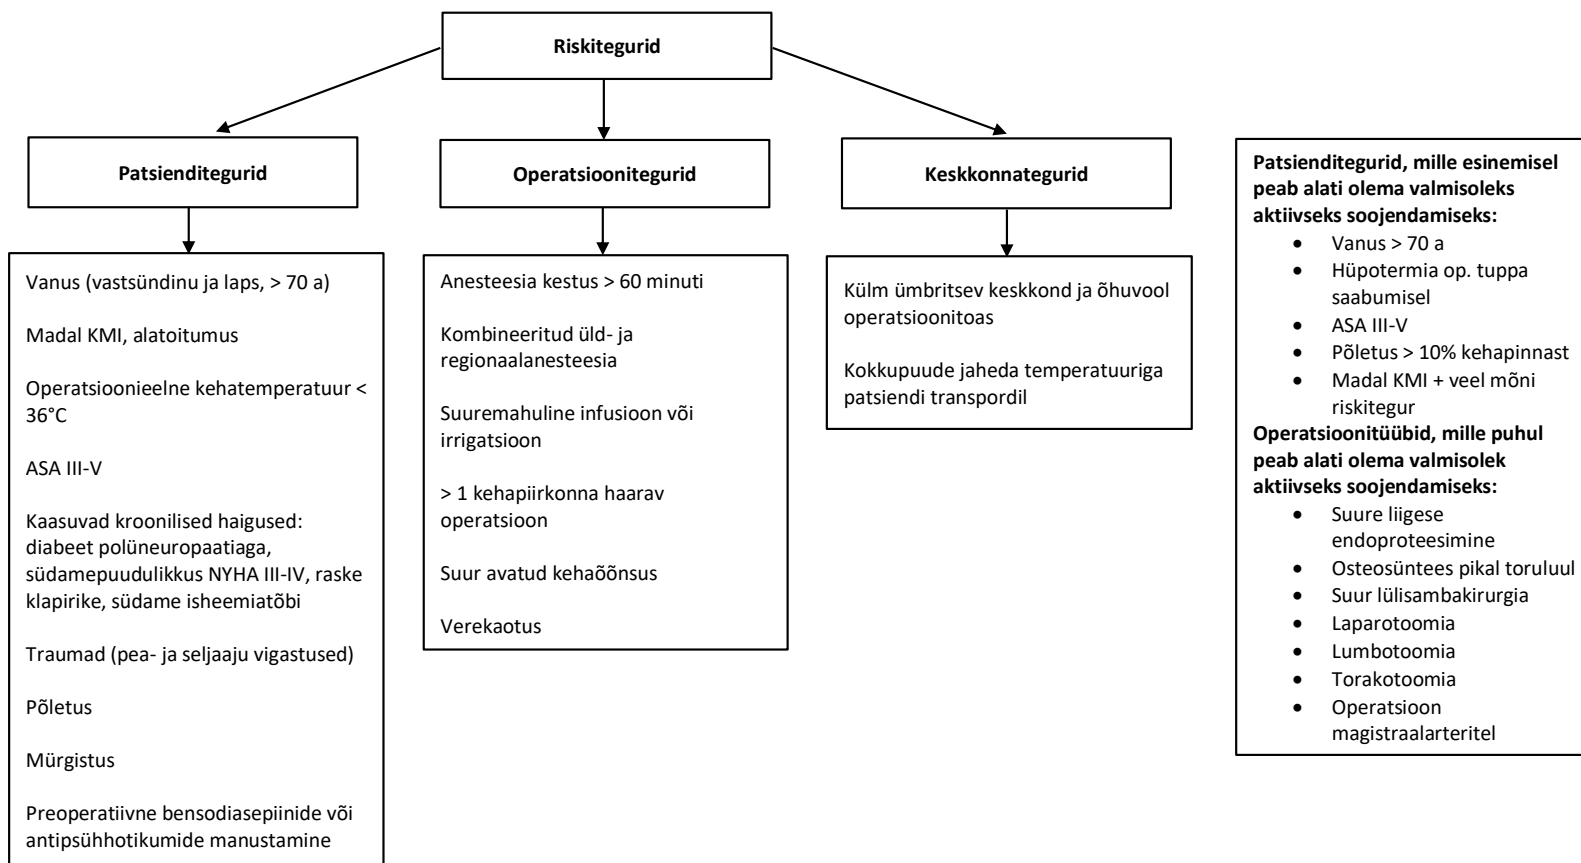 Riskitegurid
Patsienditegurid
Operatsioonitegurid
Keskkonnategurid
Vanus (vastsündinu ja laps, > 70 a)
Madal KMI, alatoitumus
Operatsioonieelne kehatemperatuur <
36°C
ASA III-V
Kaasuvad kroonilised haigused:
diabeet polüneuropaatiaga,
südamepuudulikkus NYHA III-IV, raske
klapirike, südame isheemiatõbi
Traumad (pea- ja seljaaju vigastused)
Põletus
Mürgistus
Preoperatiivne bensodiasepiinide või
antipsühhotikumide manustamine
Anesteesia kestus > 60 minuti
Kombineeritud üld- ja
regionaalanesteesia
Suuremahuline infusioon või
irrigatsioon
> 1 kehapiirkonna haarav
operatsioon
Suur avatud kehaõõnsus
Verekaotus
Külm ümbritsev keskkond ja õhuvool
operatsioonitoas
Kokkupuude jaheda temperatuuriga
patsiendi transpordil
Patsienditegurid, mille esinemisel
peab alati olema valmisoleks
aktiivseks soojendamiseks:
• Vanus > 70 a
• Hüpotermia op. tuppa
saabumisel
• ASA III-V
• Põletus > 10% kehapinnast
• Madal KMI + veel mõni
riskitegur
Operatsioonitüübid, mille puhul
peab alati olema valmisolek
aktiivseks soojendamiseks:
• Suure liigese
endoproteesimine
• Osteosüntees pikal toruluul
• Suur lülisambakirurgia
• Laparotoomia
• Lumbotoomia
• Torakotoomia
• Operatsioon
magistraalarteritel